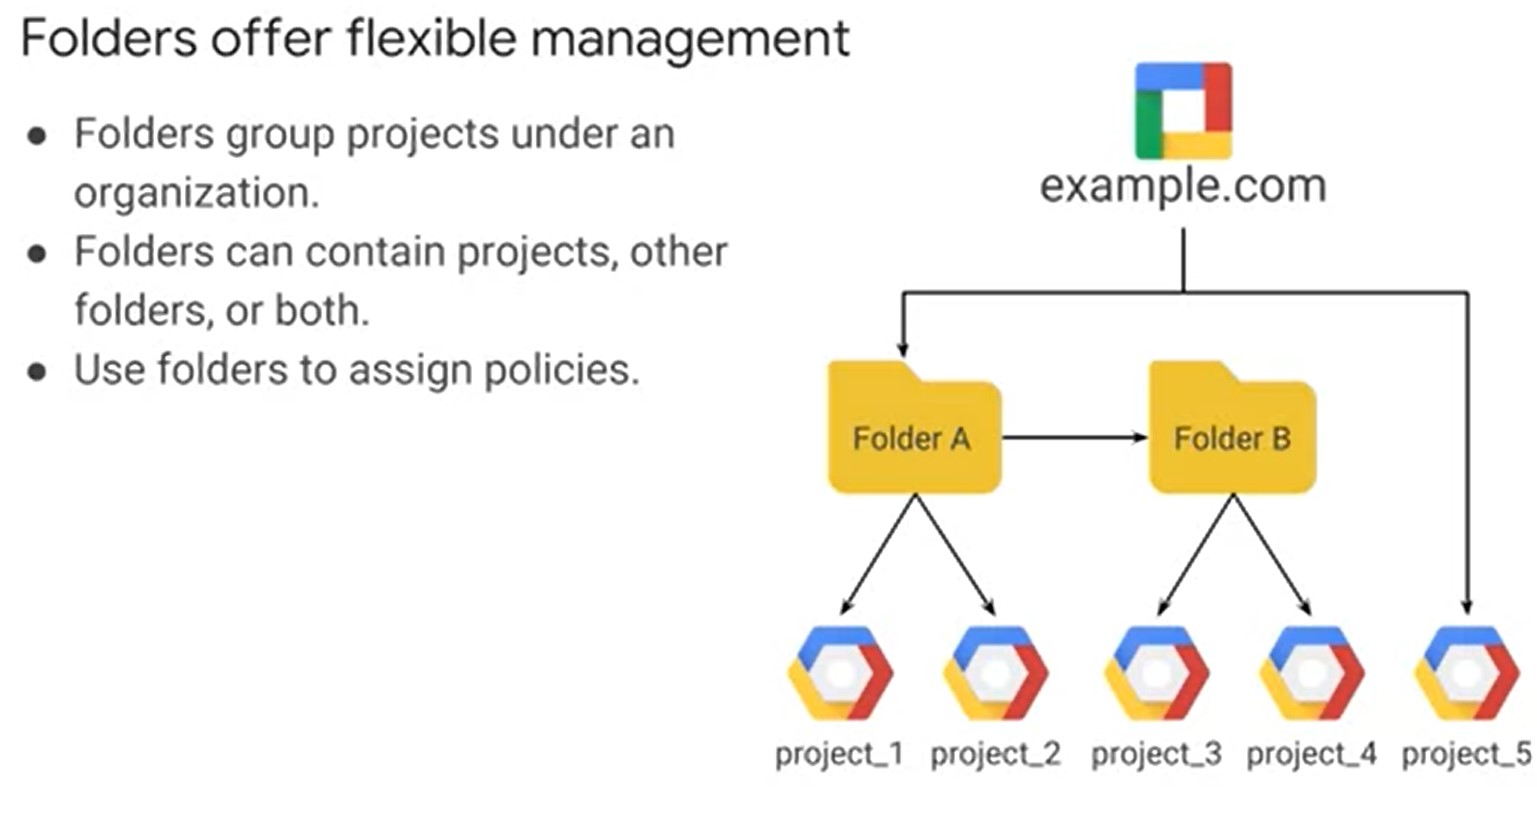 Folders offer flexible management
● Folders group projects under an
organization.
● Folders can contain projects, other
folders, or both.
● Use folders to assign policies.
example.com
Folder A
Folder B
project_1
project_2
project_3
project_4
project_5